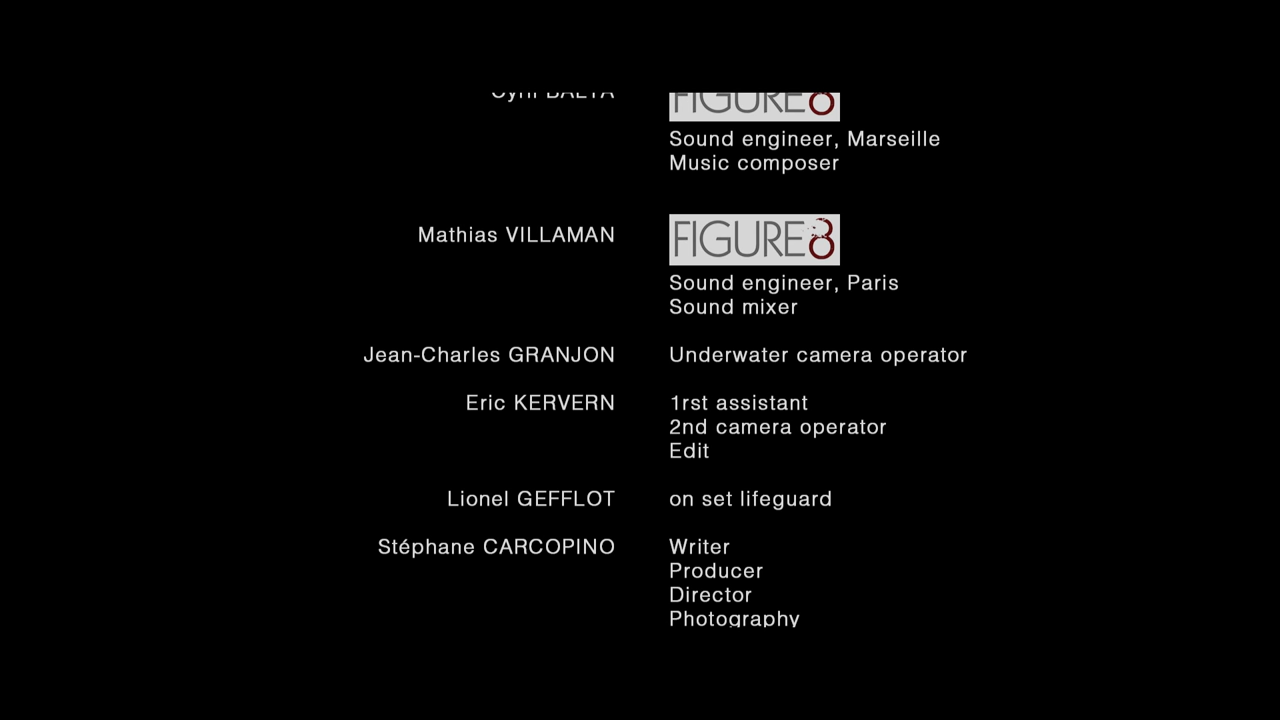 FIGURE8
Sound engineer, Marseille
Music composer
Mathias VILLAMAN
FIGURE8
Sound engineer, Paris
Sound mixer
Jean-Charles GRANJON Underwater camera operator
Eric KERVERN 1rst assistant
2nd camera operator
Edit
Lionel GEFFLOT on set lifeguard
Stéphane CARCOPINO Writer
Producer
Director
Photography